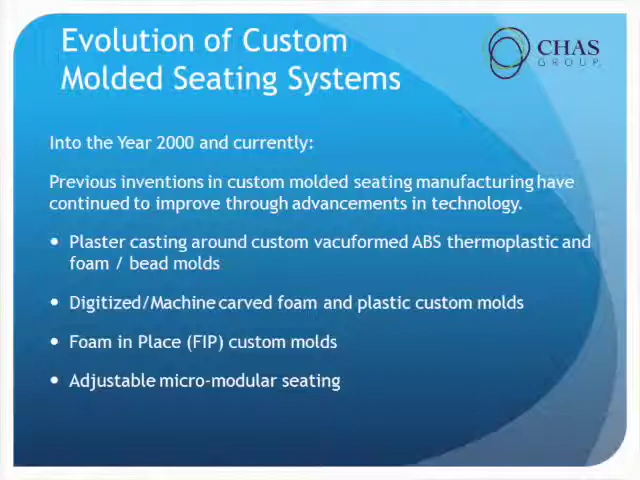 Evolution of Custom
Molded Seating Systems
CHAS
GROUP
Into the Year 2000 and currently:
Previous inventions in custom molded seating manufacturing have
continued to improve through advancements in technology.
• Plaster casting around custom vacuformed ABS thermoplastic and
foam / bead molds
• Digitized/Machine carved foam and plastic custom molds
• Foam in Place (FIP) custom molds
• Adjustable micro-modular seating